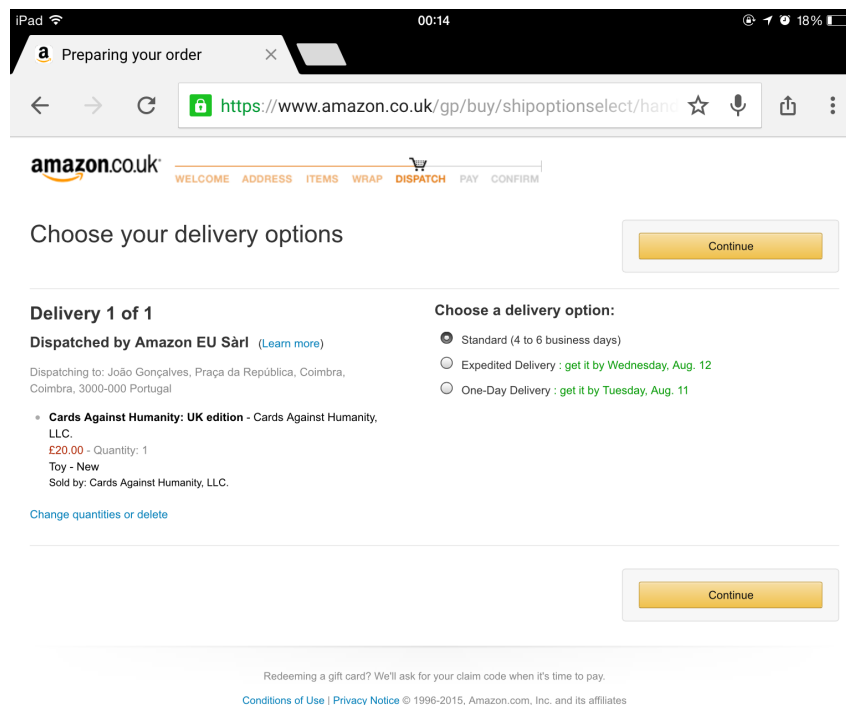 iPad 00:14 18%
Preparing your order
https://www.amazon.co.uk/gp/buy/shipoptionselect/hand
amazon.co.uk
WELCOME ADDRESS ITEMS WRAP DISPATCH PAY CONFIRM
Choose your delivery options
Continue
Delivery 1 of 1
Dispatched by Amazon EU Sàrl (Learn more)
Dispatching to: João Gonçalves, Praça da República, Coimbra,
Coimbra, 3000-000 Portugal
Cards Against Humanity: UK edition - Cards Against Humanity,
LLC.
£20.00 - Quantity: 1
Toy - New
Sold by: Cards Against Humanity, LLC.
Change quantities or delete
Choose a delivery option:
Standard (4 to 6 business days)
Expedited Delivery : get it by Wednesday, Aug. 12
One-Day Delivery : get it by Tuesday, Aug. 11
Continue
Redeeming a gift card? We'll ask for your claim code when it's time to pay.
Conditions of Use | Privacy Notice © 1996-2015, Amazon.com, Inc. and its affiliates